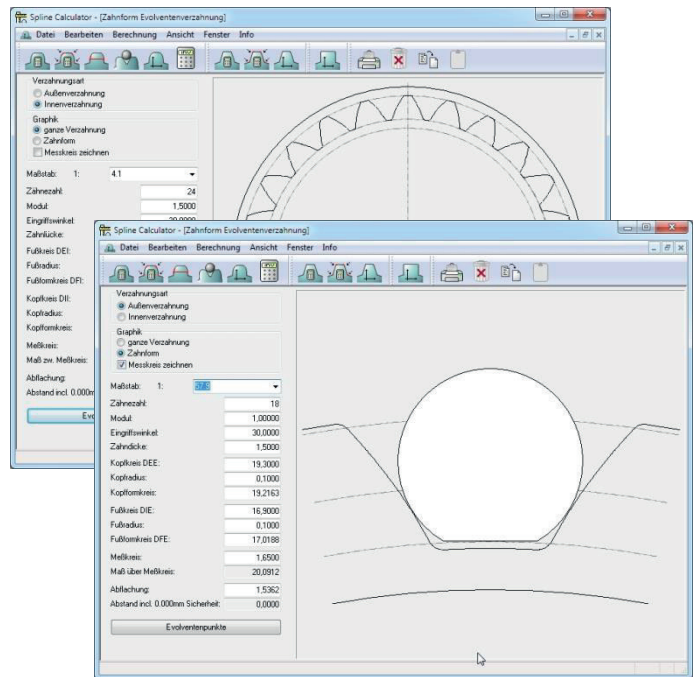 Spline Calculator - [Zahnform Evolventenverzahnung]
Datei Bearbeiten Berechnung Ansicht Fenster Info
Verzahnungsart
Außenverzahnung
Innenverzahnung
Graphik
ganze Verzahnung
Zahnform
Messkreis zeichnen
Maßstab: 1: 4.1
Zähnezahl: 24
Modul: 1,5000
Eingriffswinkel:
Zahnlücke:
Fußkreis DEI:
Fußradius:
Fußformkreis DFI:
Kopfkreis DII:
Kopfradius:
Kopfformkreis:
Meßkreis:
Maß zw. Meßkreis:
Abflachung:
Abstand incl. 0.000m
Ev
Spline Calculator - [Zahnform Evolventenverzahnung]
Datei Bearbeiten Berechnung Ansicht Fenster Info
Verzahnungsart
Außenverzahnung
Innenverzahnung
Graphik
ganze Verzahnung
Zahnform
Messkreis zeichnen
Maßstab: 1:
Zähnezahl: 18
Modul: 1,00000
Eingriffswinkel: 30,0000
Zahndicke: 1,5000
Kopfkreis DEE: 19,3000
Kopfradius: 0,1000
Kopfformkreis: 19,2163
Fußkreis DIE: 16,9000
Fußradius: 0,1000
Fußformkreis DFE: 17,0188
Meßkreis: 1,6500
Maß über Meßkreis: 20,0912
Abflachung: 1,5362
Abstand incl. 0.000mm Sicherheit: 0,0000
Evolventenpunkte